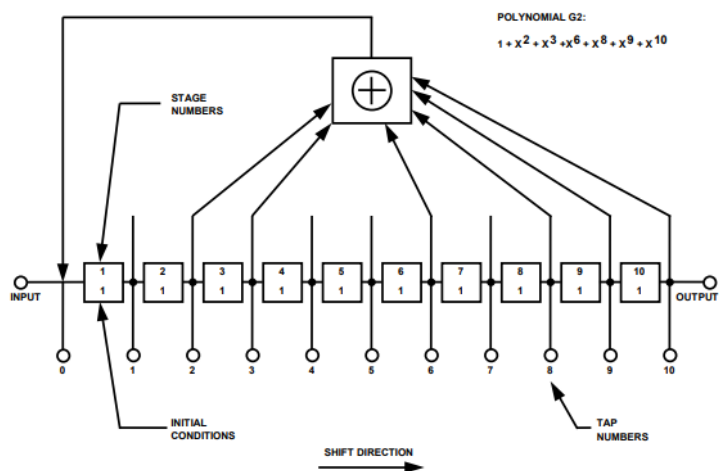 POLYNOMIAL G2:
1 + X2 + X3 +X6 + X8 + X9 + X10
STAGE
NUMBERS
1 2 3 4 5 6 7 8 9 10
1 1 1 1 1 1 1 1 1 1
INPUT
OUTPUT
0 1 2 3 4 5 6 7 8 9 10
INITIAL
CONDITIONS
TAP
NUMBERS
SHIFT DIRECTION